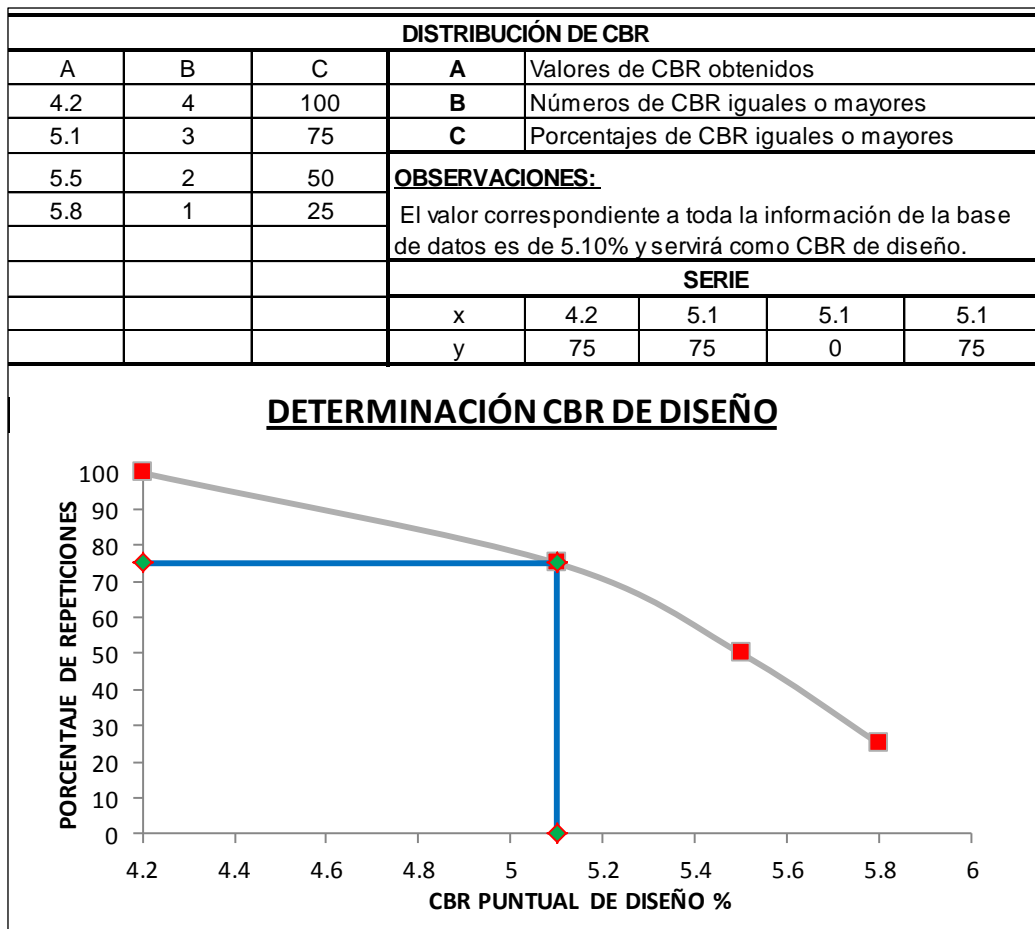 DISTRIBUCIÓN DE CBR
A B C A Valores de CBR obtenidos
4.2 4 100 B Números de CBR iguales o mayores
5.1 3 75 C Porcentajes de CBR iguales o mayores
5.5 2 50 OBSERVACIONES:
5.8 1 25 El valor correspondiente a toda la información de la base
de datos es de 5.10% y servirá como CBR de diseño.
SERIE
x 4.2 5.1 5.1 5.1
y 75 75 0 75
DETERMINACIÓN CBR DE DISEÑO
PORCENTAJE DE REPETICIONES
100
90
80
70
60
50
40
30
20
10
0
4.2 4.4 4.6 4.8 5 5.2 5.4 5.6 5.8 6
CBR PUNTUAL DE DISEÑO %